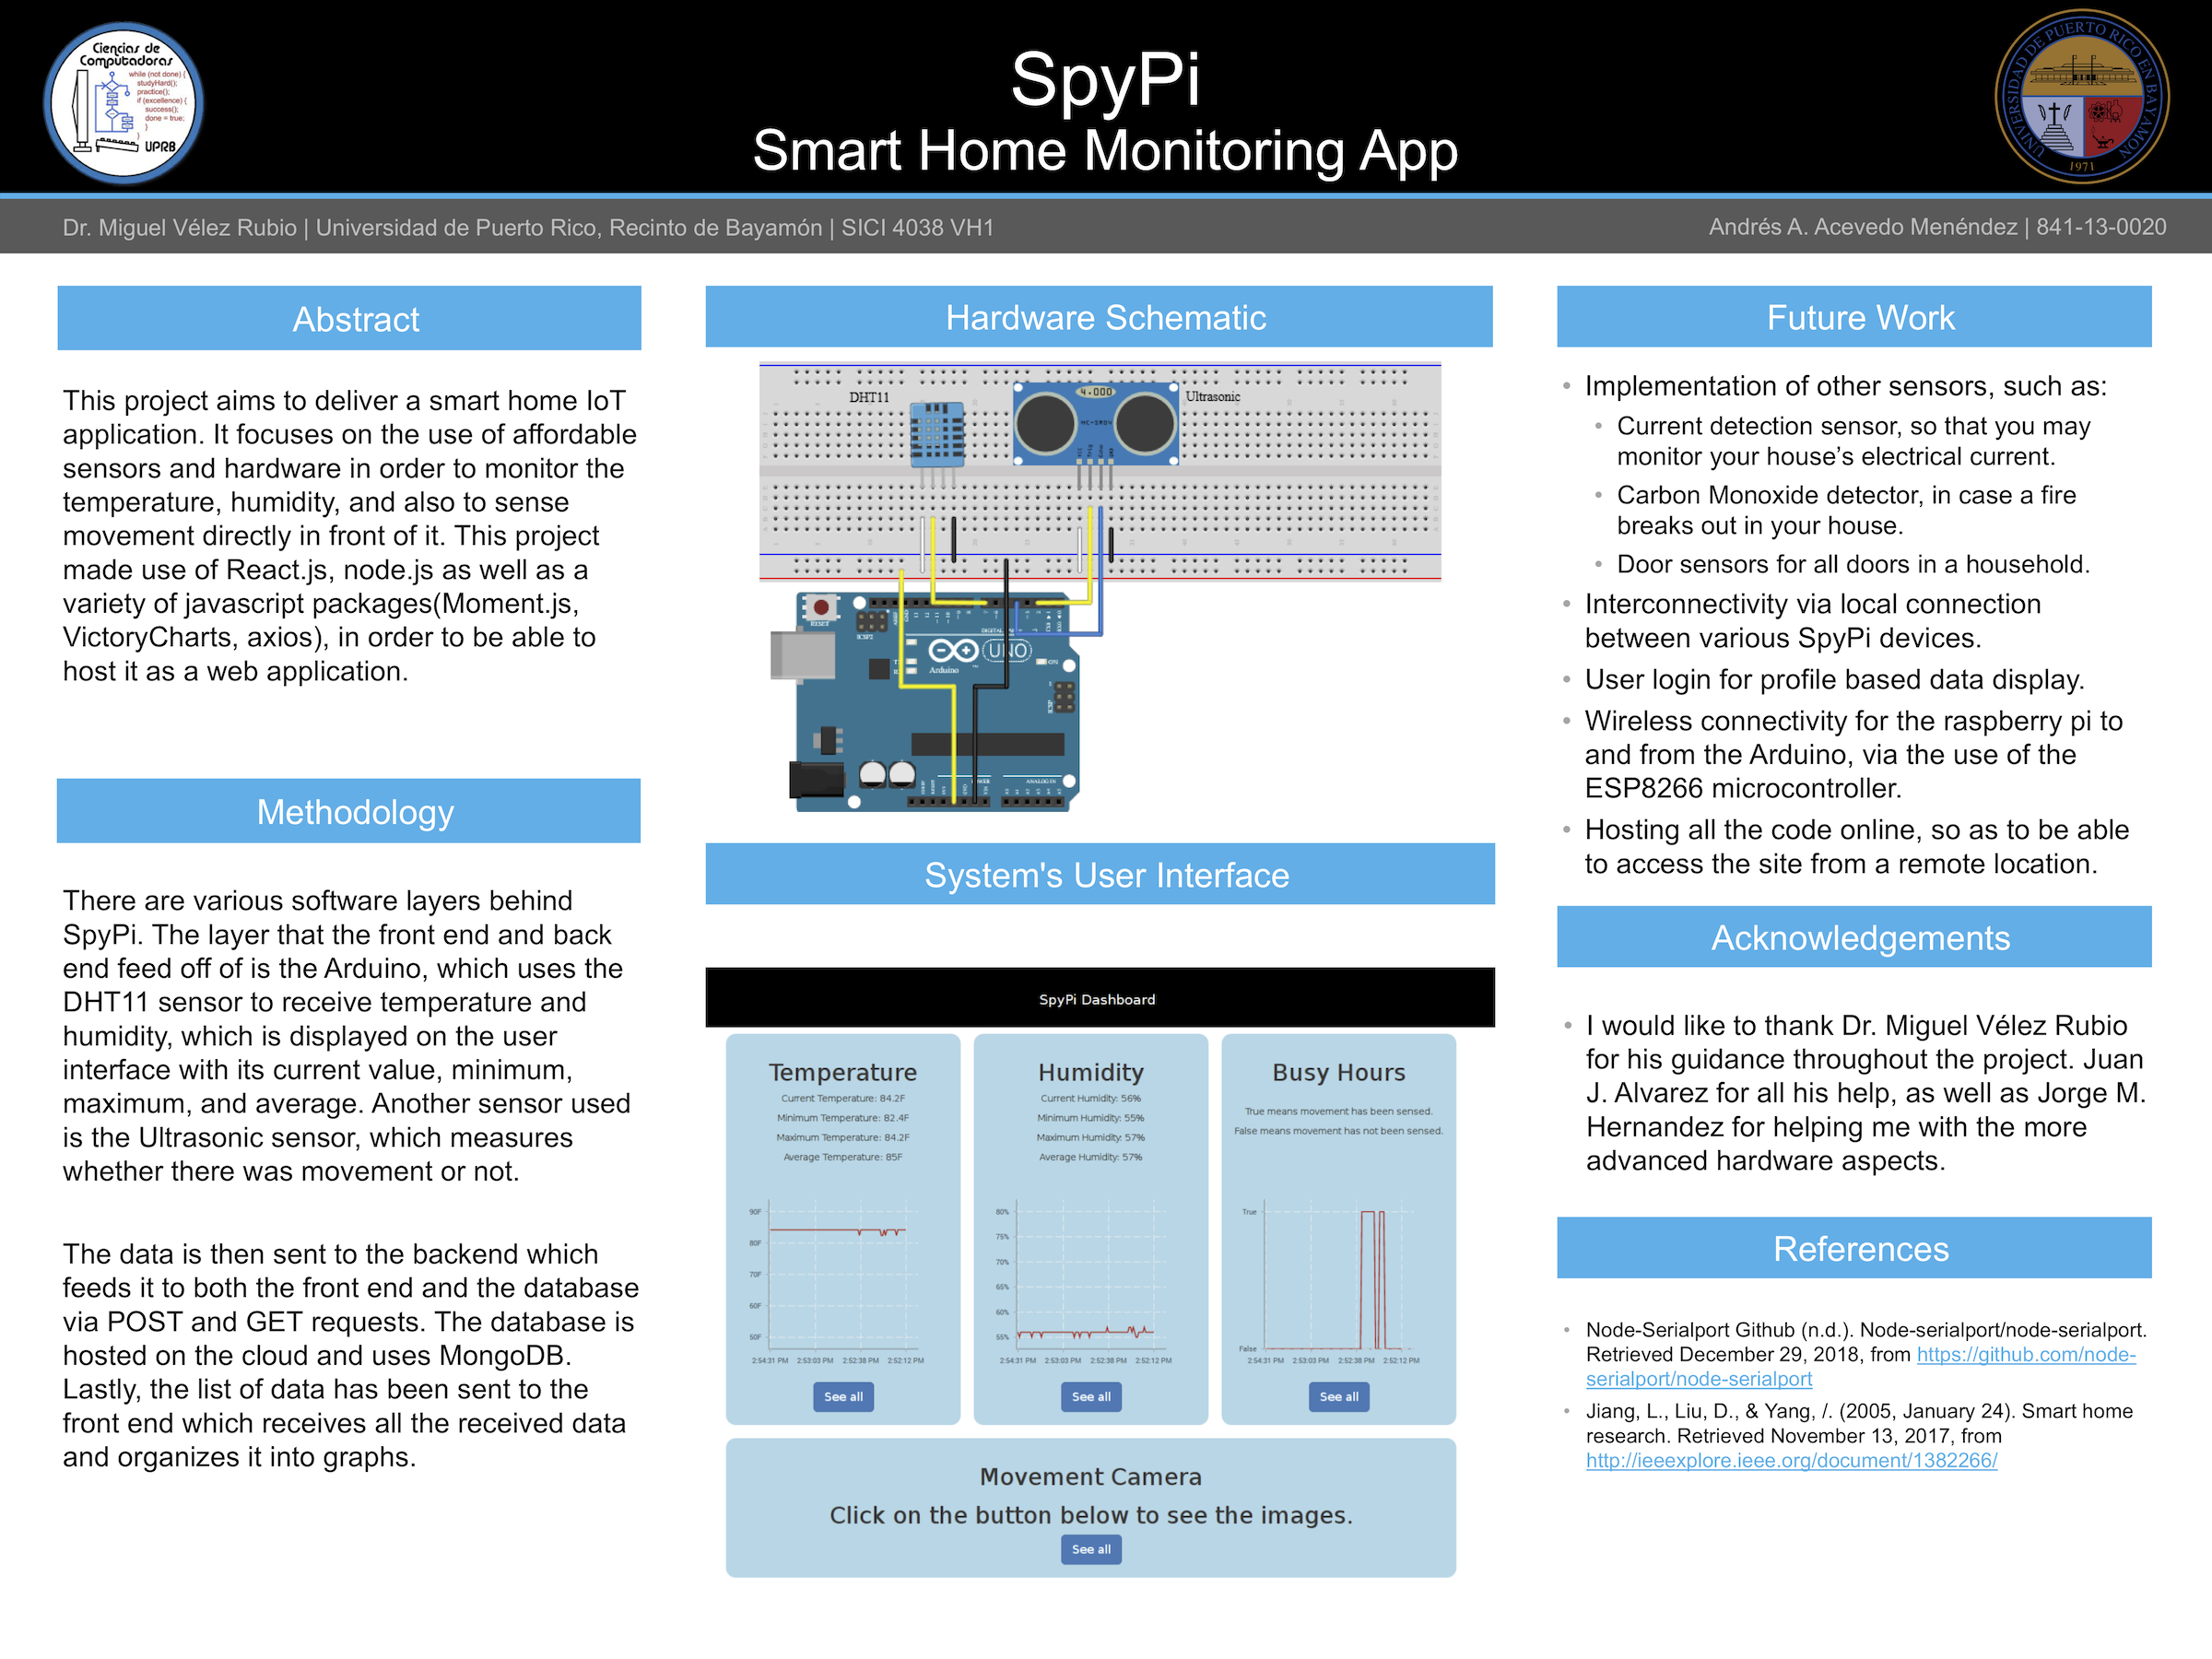 Ciencias de
Computadoras
while (not done) {
studyHard();
practice();
if (excellence) {
success();
done = true;
}
}
UPRB
SpyPi
Smart Home Monitoring App
UNIVERSIDAD DE PUERTO RICO EN BAYAMON
1971
Dr. Miguel Vélez Rubio | Universidad de Puerto Rico, Recinto de Bayamón | SICI 4038 VH1
Andrés A. Acevedo Menéndez | 841-13-0020
Abstract
This project aims to deliver a smart home IoT
application. It focuses on the use of affordable
sensors and hardware in order to monitor the
temperature, humidity, and also to sense
movement directly in front of it. This project
made use of React.js, node.js as well as a
variety of javascript packages(Moment.js,
VictoryCharts, axios), in order to be able to
host it as a web application.
Methodology
There are various software layers behind
SpyPi. The layer that the front end and back
end feed off of is the Arduino, which uses the
DHT11 sensor to receive temperature and
humidity, which is displayed on the user
interface with its current value, minimum,
maximum, and average. Another sensor used
is the Ultrasonic sensor, which measures
whether there was movement or not.
The data is then sent to the backend which
feeds it to both the front end and the database
via POST and GET requests. The database is
hosted on the cloud and uses MongoDB.
Lastly, the list of data has been sent to the
front end which receives all the received data
and organizes it into graphs.
Hardware Schematic
DHT11
4.000
Ultrasonic
HC-SR04
RESET
ICSP1
DIGITAL
UNO
Arduino
ON
ICSP
POWER
ANALOG IN
System's User Interface
SpyPi Dashboard
Temperature
Current Temperature: 84.2F
Minimum Temperature: 82.4F
Maximum Temperature: 84.2F
Average Temperature: 85F
90F
80F
70F
60F
50F
2:54:31 PM 2:53:03 PM 2:52:38 PM 2:52:12 PM
See all
Humidity
Current Humidity: 56%
Minimum Humidity: 55%
Maximum Humidity: 57%
Average Humidity: 57%
80%
75%
70%
65%
60%
55%
2:54:31 PM 2:53:03 PM 2:52:38 PM 2:52:12 PM
See all
Busy Hours
True means movement has been sensed.
False means movement has not been sensed.
True
False
2:54:31 PM 2:53:03 PM 2:52:38 PM 2:52:12 PM
See all
Movement Camera
Click on the button below to see the images.
See all
Future Work
• Implementation of other sensors, such as:
• Current detection sensor, so that you may
monitor your house’s electrical current.
• Carbon Monoxide detector, in case a fire
breaks out in your house.
• Door sensors for all doors in a household.
• Interconnectivity via local connection
between various SpyPi devices.
• User login for profile based data display.
• Wireless connectivity for the raspberry pi to
and from the Arduino, via the use of the
ESP8266 microcontroller.
• Hosting all the code online, so as to be able
to access the site from a remote location.
Acknowledgements
• I would like to thank Dr. Miguel Vélez Rubio
for his guidance throughout the project. Juan
J. Alvarez for all his help, as well as Jorge M.
Hernandez for helping me with the more
advanced hardware aspects.
References
• Node-Serialport Github (n.d.). Node-serialport/node-serialport.
Retrieved December 29, 2018, from https://github.com/node-
serialport/node-serialport
• Jiang, L., Liu, D., & Yang, /. (2005, January 24). Smart home
research. Retrieved November 13, 2017, from
http://ieeexplore.ieee.org/document/1382266/